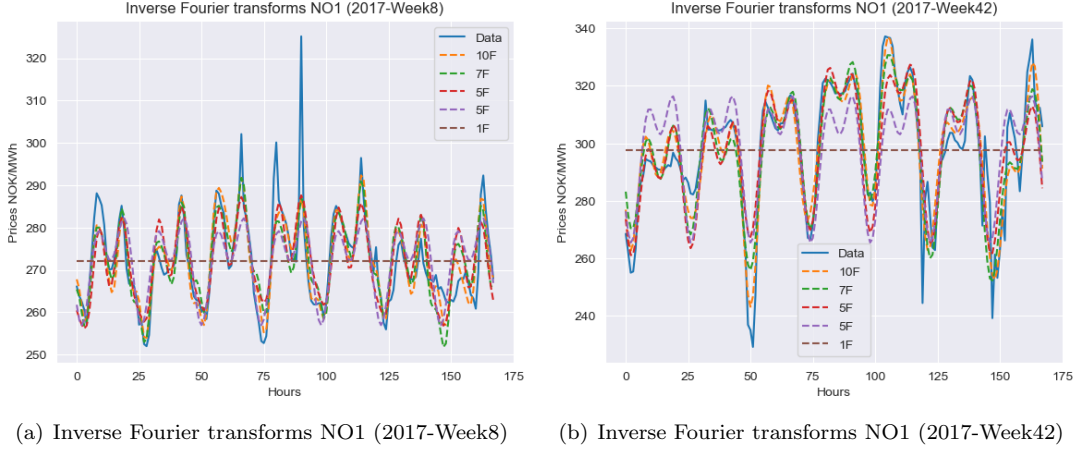 Inverse Fourier transforms NO1 (2017-Week8)
Prices NOK/MWh
320
310
300
290
280
270
260
250
Data
10F
7F
5F
5F
1F
0
25
50
75
100
125
150
175
Hours
(a) Inverse Fourier transforms NO1 (2017-Week8)
Inverse Fourier transforms NO1 (2017-Week42)
Prices NOK/MWh
340
320
300
280
260
240
Data
10F
7F
5F
5F
1F
0
25
50
75
100
125
150
175
Hours
(b) Inverse Fourier transforms NO1 (2017-Week42)